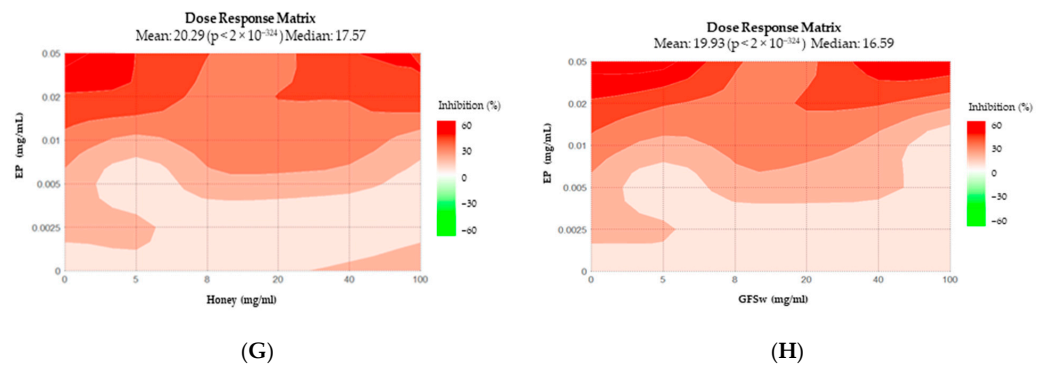 Dose Response Matrix
Mean: 20.29 (p < 2 × 10⁻³²⁴) Median: 17.57
EP (mg/mL)
0.05
0.02
0.01
0.005
0.0025
0
0 5 8 20 40 100
Honey (mg/ml)
Inhibition (%)
60
30
0
−30
−60
(G)
Dose Response Matrix
Mean: 19.93 (p < 2 × 10⁻³²⁴) Median: 16.59
EP (mg/mL)
0.05
0.02
0.01
0.005
0.0025
0
0 5 8 20 40 100
GFSw (mg/ml)
Inhibition (%)
60
30
0
−30
−60
(H)